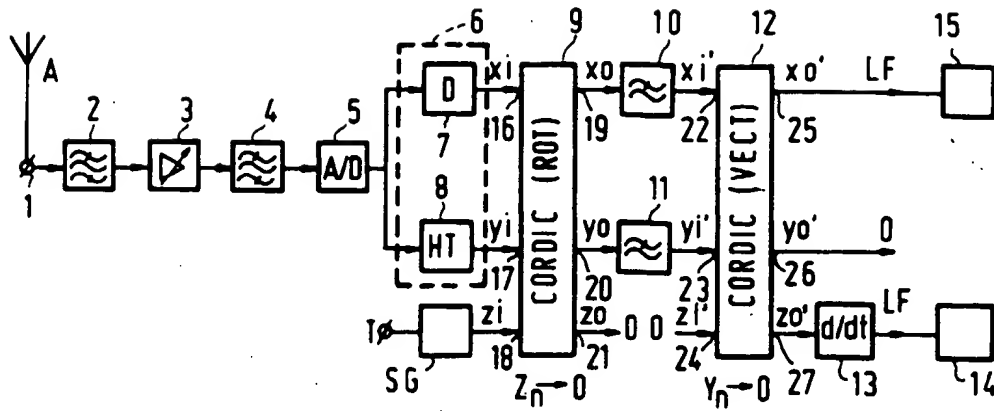 6 9 10 12 15
A
2 3 4 5
D xi xo xi' xo' LF
7 16 19 22 25
A/D
1
8 11
HT yi yo yi' yo' 0
17 20 23 26
CORDIC (ROT)
CORDIC (VECT)
T zi zo 0 0 zi' zo' d/dt LF
SG 18 21 24 27 13 14
Zn→0 Yn→0